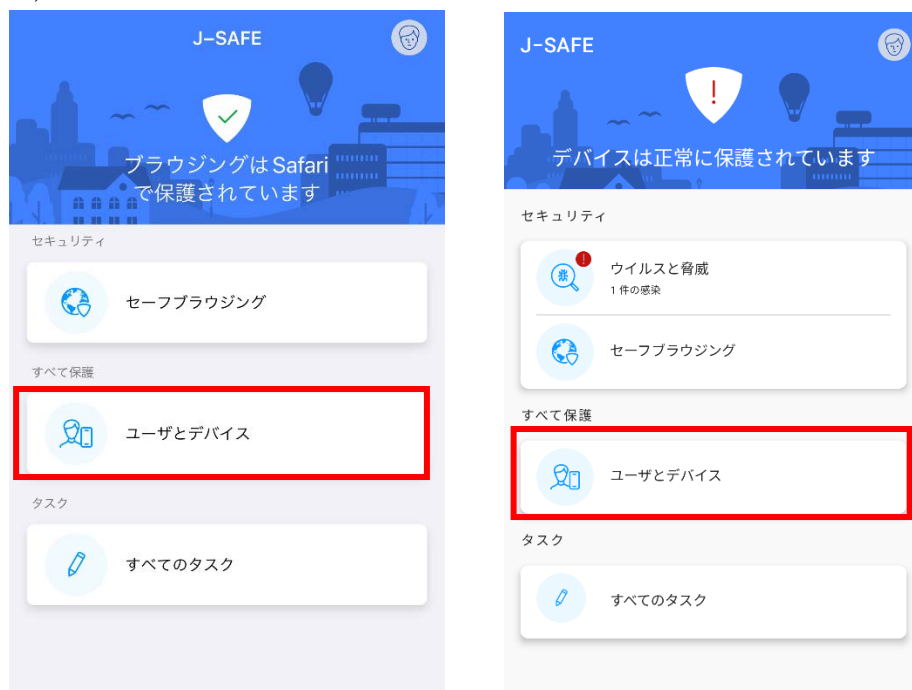 J-SAFE
ブラウジングは Safari
で保護されています
セキュリティ
セーフブラウジング
すべて保護
ユーザとデバイス
タスク
すべてのタスク
J-SAFE
デバイスは正常に保護されています
セキュリティ
ウイルスと脅威
1 件の感染
セーフブラウジング
すべて保護
ユーザとデバイス
タスク
すべてのタスク